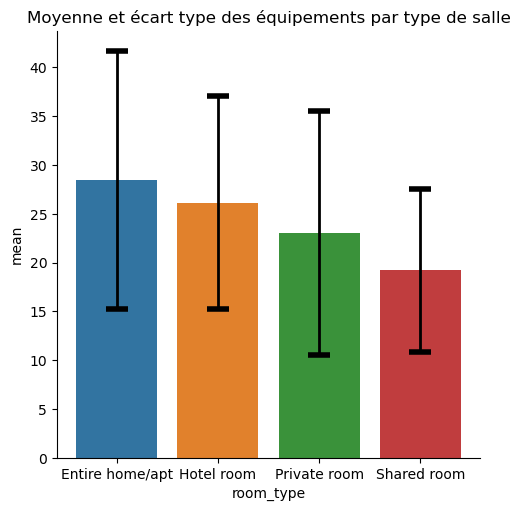 Moyenne et écart type des équipements par type de salle
40
35
30
25
20
15
10
5
0
mean
Entire home/apt
Hotel room
Private room
Shared room
room_type